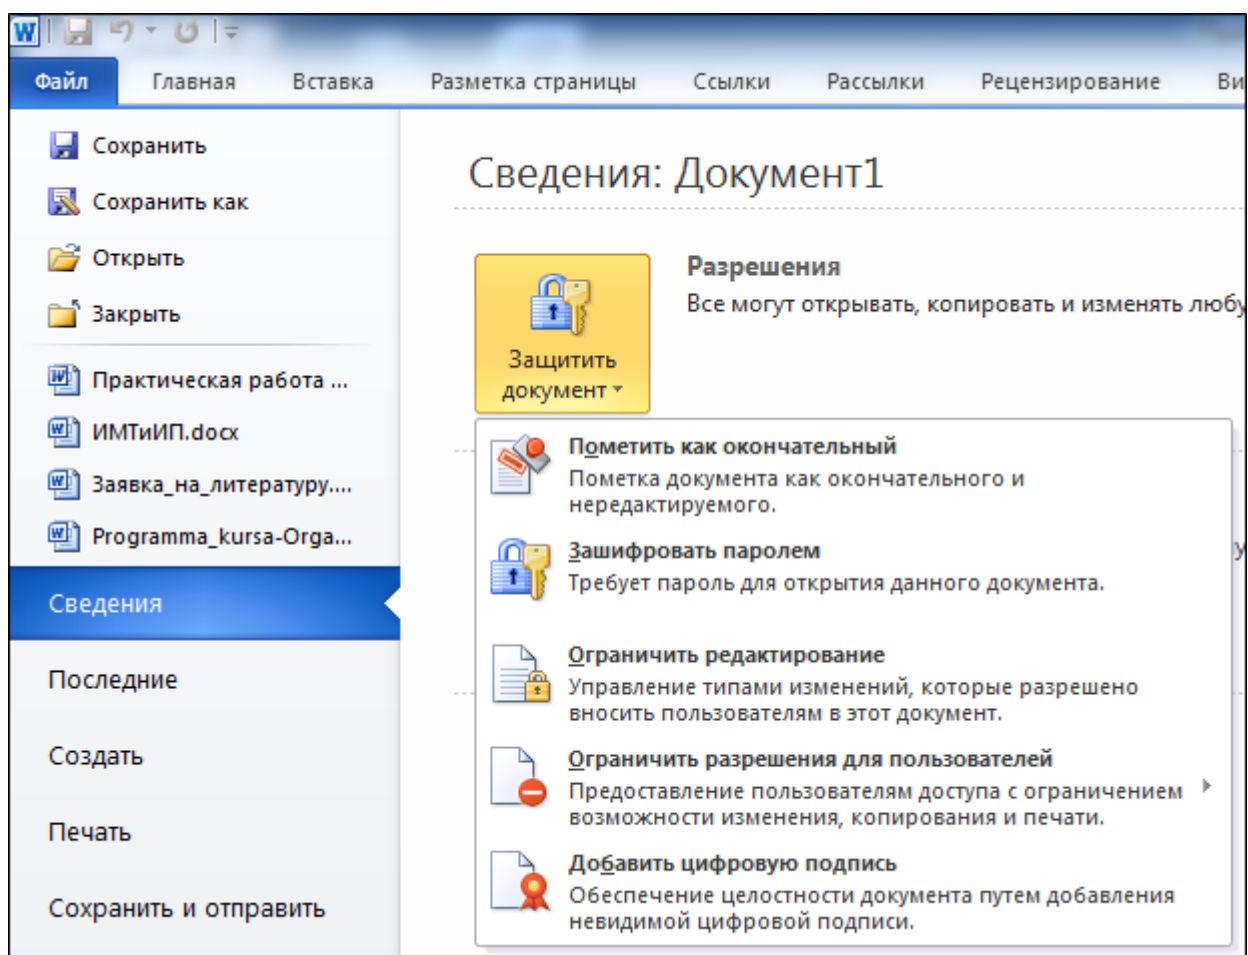 Файл Главная Вставка Разметка страницы Ссылки Рассылки Рецензирование
Сохранить
Сохранить как
Открыть
Закрыть
Практическая работа ...
ИМТиИП.docx
Заявка_на_литературу....
Programma_kursa-Orga...
Сведения
Последние
Создать
Печать
Сохранить и отправить
Сведения: Документ1
Защитить
документ
Разрешения
Все могут открывать, копировать и изменять любу
Пометить как окончательный
Пометка документа как окончательного и
нередактируемого.
Зашифровать паролем
Требует пароль для открытия данного документа.
Ограничить редактирование
Управление типами изменений, которые разрешено
вносить пользователям в этот документ.
Ограничить разрешения для пользователей
Предоставление пользователям доступа с ограничением
возможности изменения, копирования и печати.
Добавить цифровую подпись
Обеспечение целостности документа путем добавления
невидимой цифровой подписи.